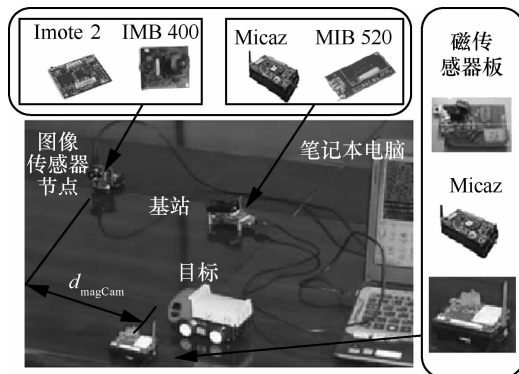 Imote 2
IMB 400
Micaz
MIB 520
磁传
感器板
图像
传感器
节点
笔记本电脑
基站
Micaz
目标
d_magCam